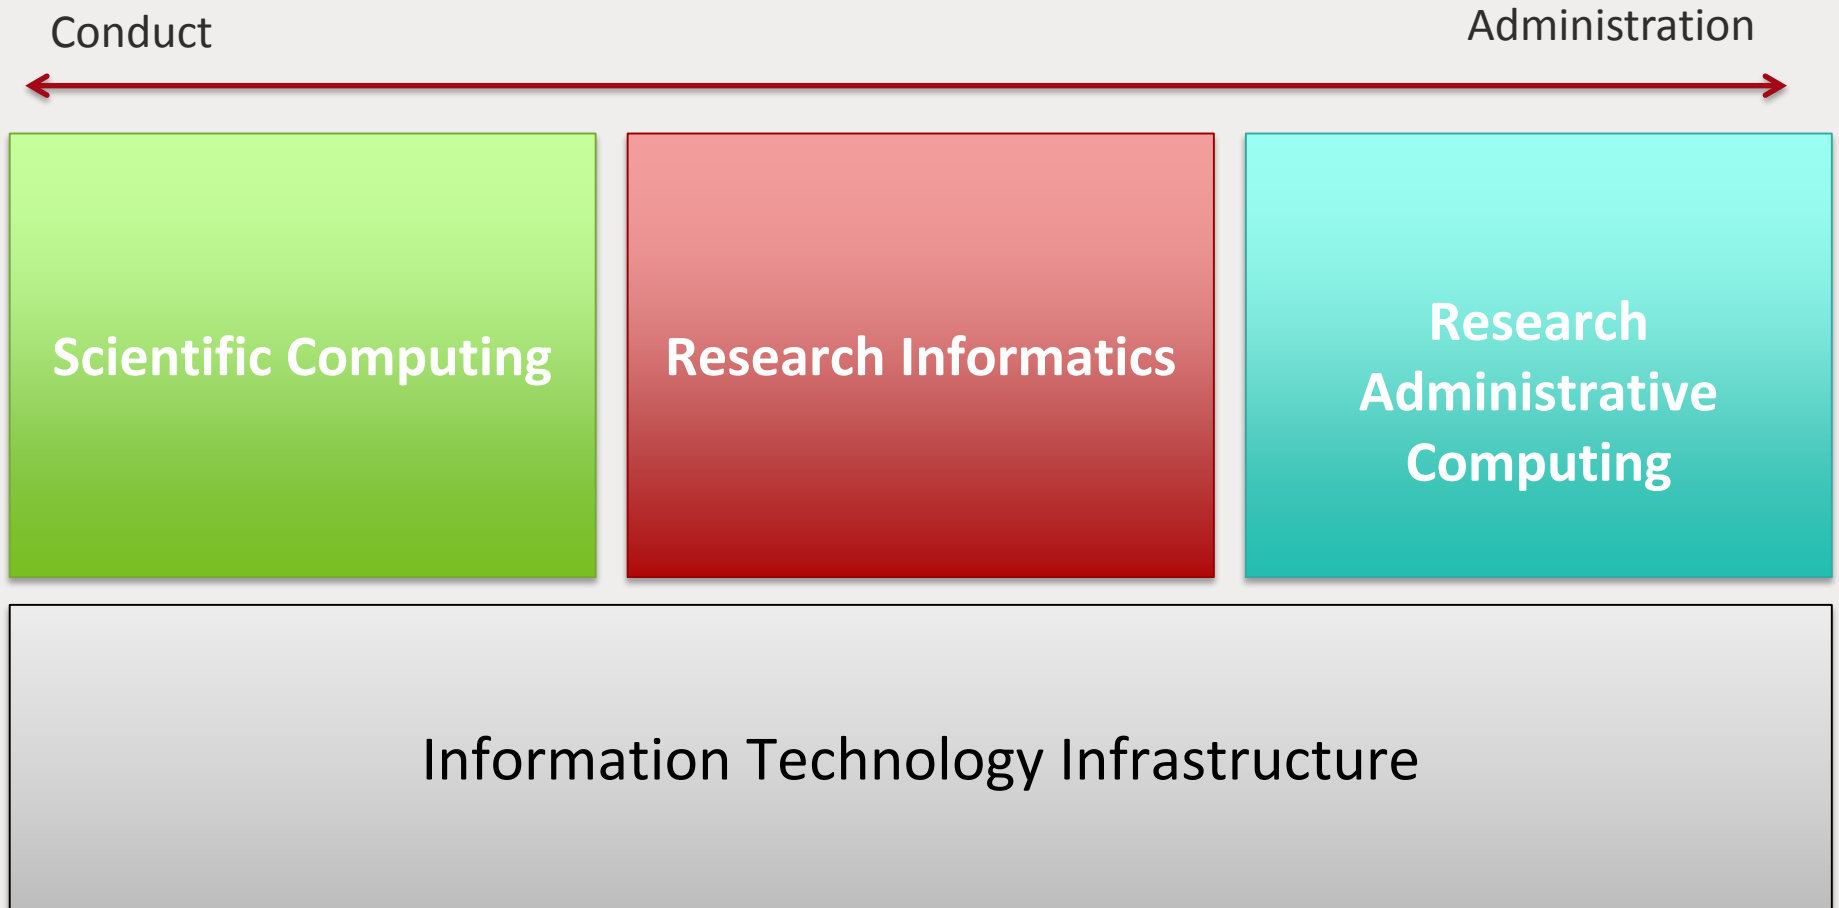 Conduct
Administration
Scientific Computing
Research Informatics
Research
Administrative
Computing
Information Technology Infrastructure